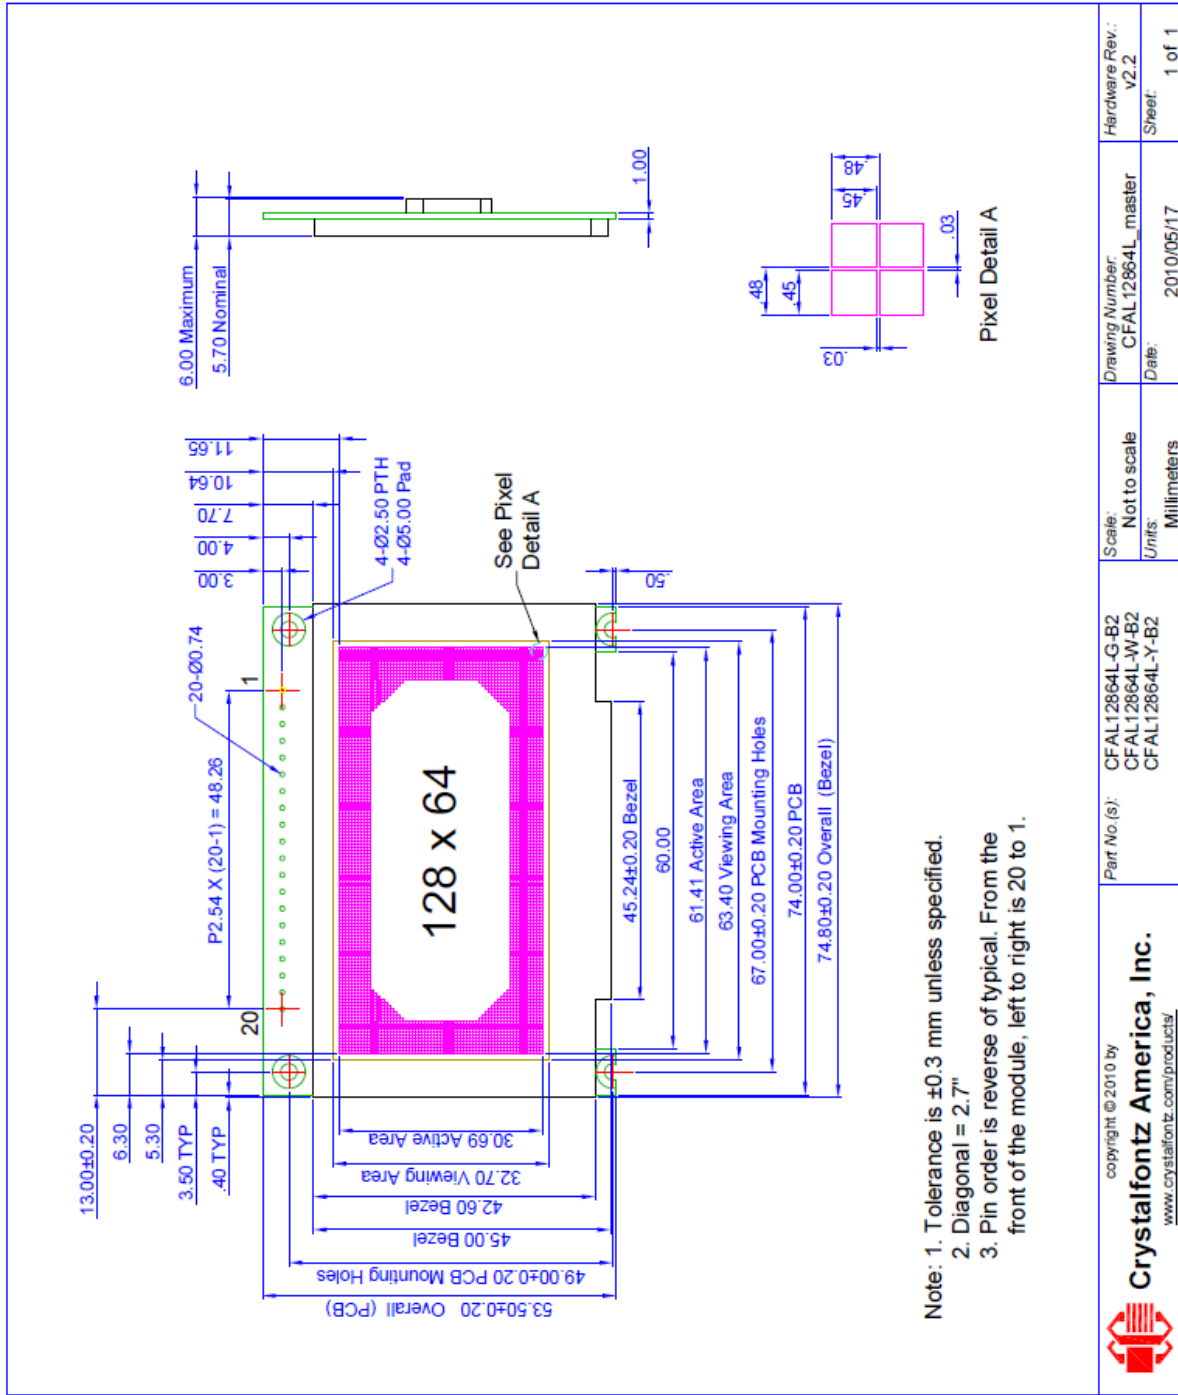 13.00±0.20
6.30
5.30
3.50 TYP
.40 TYP
P2.54 X (20-1) = 48.26
20
1
20-Ø0.74
3.00
4.00
7.70
10.64
11.65
4-Ø2.50 PTH
4-Ø5.00 Pad
See Pixel
Detail A
.50
128 x 64
30.69 Active Area
32.70 Viewing Area
42.60 Bezel
45.00 Bezel
49.00±0.20 PCB Mounting Holes
53.50±0.20 Overall (PCB)
45.24±0.20 Bezel
60.00
61.41 Active Area
63.40 Viewing Area
67.00±0.20 PCB Mounting Holes
74.00±0.20 PCB
74.80±0.20 Overall (Bezel)
6.00 Maximum
5.70 Nominal
1.00
.48
.45
.03
.48
.45
.03
Pixel Detail A
Note: 1. Tolerance is ±0.3 mm unless specified.
2. Diagonal = 2.7"
3. Pin order is reverse of typical. From the
front of the module, left to right is 20 to 1.
copyright © 2010 by
Crystalfontz America, Inc.
www.crystalfontz.com/products/
Part No.(s):
CFAL12864L-G-B2
CFAL12864L-W-B2
CFAL12864L-Y-B2
Scale:
Not to scale
Units:
Millimeters
Drawing Number:
CFAL12864L_master
Date:
2010/05/17
Hardware Rev.:
v2.2
Sheet:
1 of 1